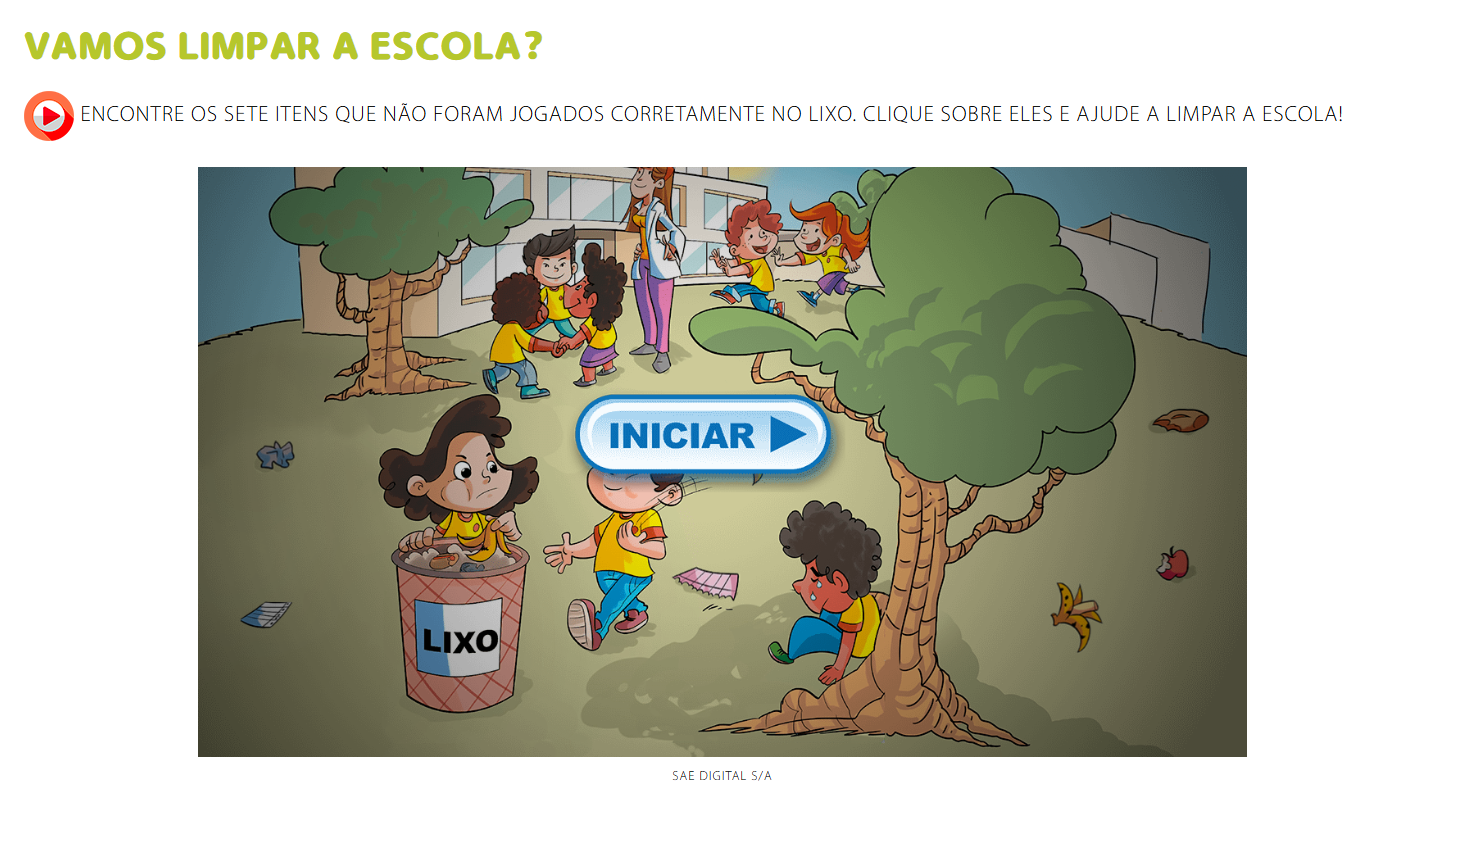 VAMOS LIMPAR A ESCOLA?
ENCONTRE OS SETE ITENS QUE NÃO FORAM JOGADOS CORRETAMENTE NO LIXO. CLIQUE SOBRE ELES E AJUDE A LIMPAR A ESCOLA!
INICIAR
LIXO
SAE DIGITAL S/A